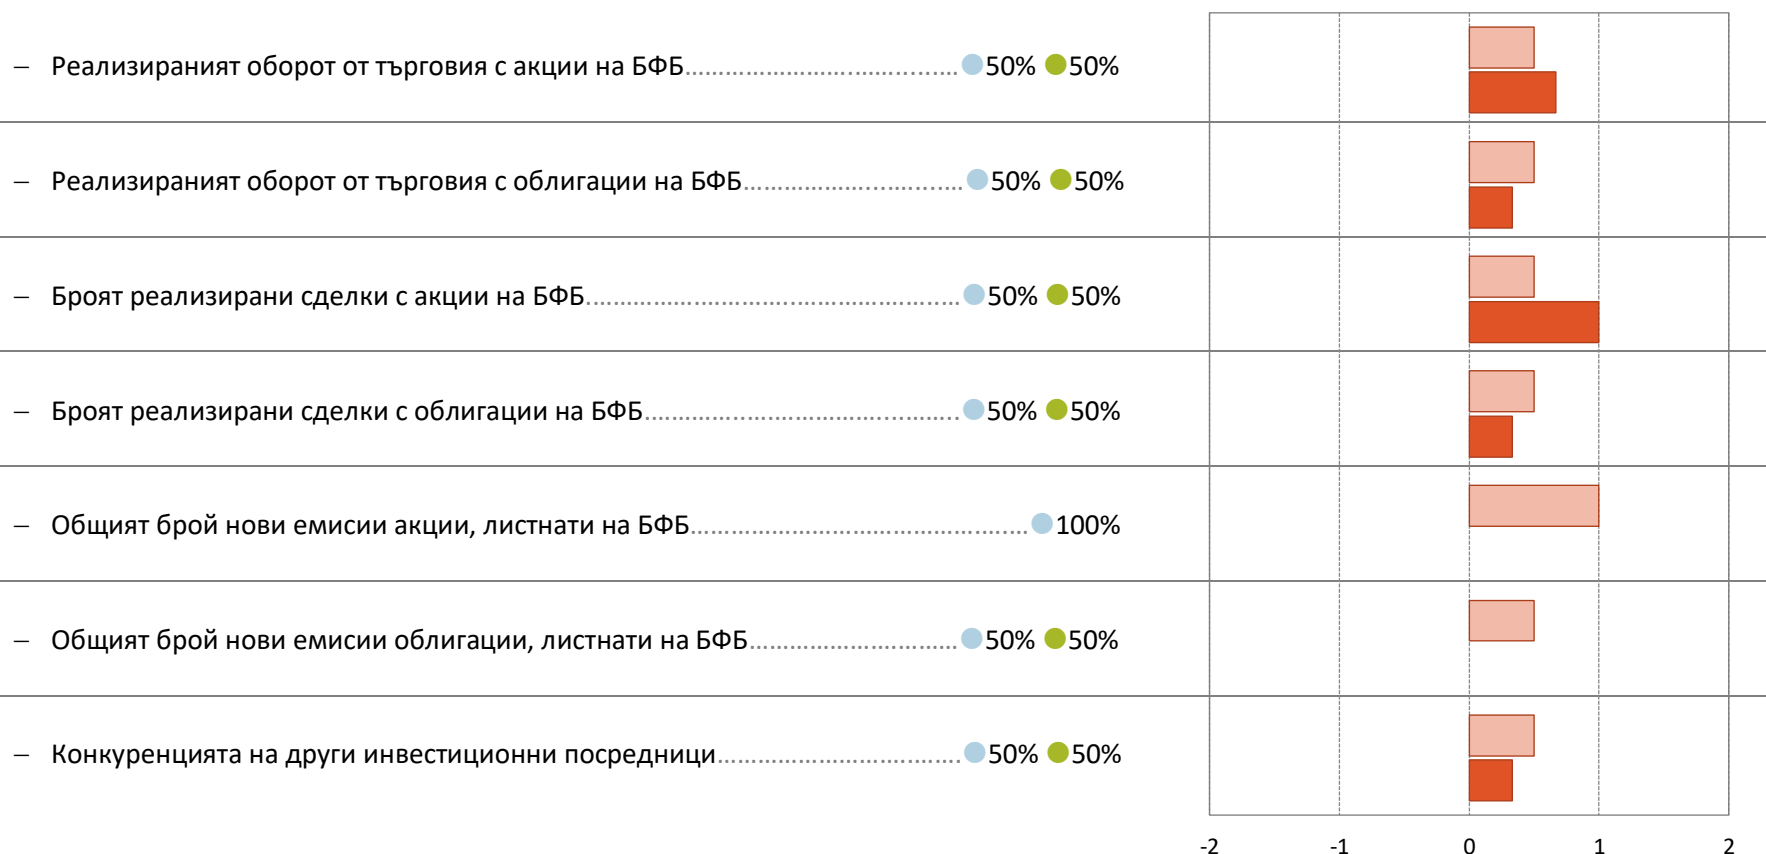 – Реализираният оборот от търговия с акции на БФБ........................................ 50% 50%
– Реализираният оборот от търговия с облигации на БФБ................................. 50% 50%
– Броят реализирани сделки с акции на БФБ....................................................... 50% 50%
– Броят реализирани сделки с облигации на БФБ............................................... 50% 50%
– Общият брой нови емисии акции, листнати на БФБ.................................................. 100%
– Общият брой нови емисии облигации, листнати на БФБ............................... 50% 50%
– Конкуренцията на други инвестиционни посредници.................................... 50% 50%
-2 -1 0 1 2